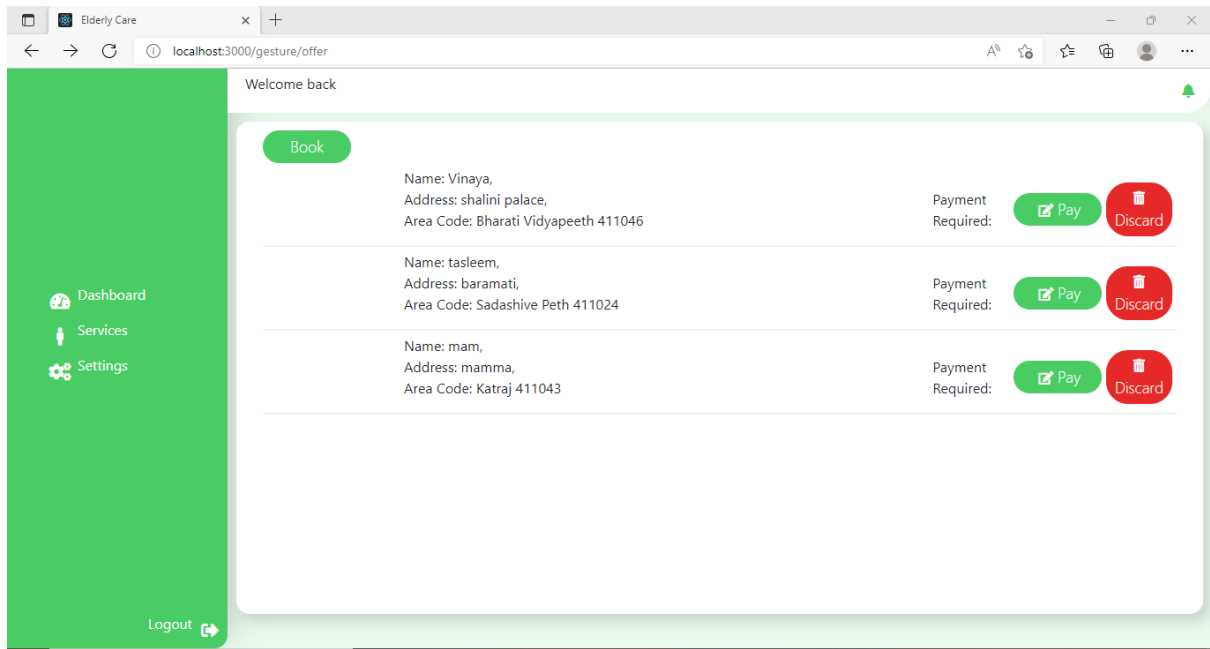 Elderly Care
localhost:3000/gesture/offer
Welcome back
Book
Name: Vinaya,
Address: shalini palace,
Area Code: Bharati Vidyapeeth 411046
Payment
Required:
Pay
Discard
Name: tasleem,
Address: baramati,
Area Code: Sadashive Peth 411024
Payment
Required:
Pay
Discard
Name: mam,
Address: mamma,
Area Code: Katraj 411043
Payment
Required:
Pay
Discard
Dashboard
Services
Settings
Logout